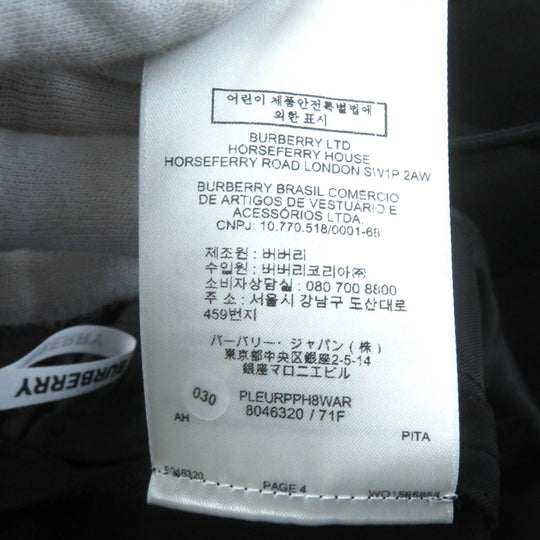 어린이 제품안전특별법에
의한 표시
BURBERRY LTD
HORSEFERRY HOUSE
HORSEFERRY ROAD LONDON SW1P 2AW
BURBERRY BRASIL COMÉRCIO
DE ARTIGOS DE VESTUÁRIO E
ACESSÓRIOS LTDA.
CNPJ: 10.770.518/0001-66
제조원 : 버버리
수입원 : 버버리코리아㈜
소비자상담실 : 080 700 8800
주 소 : 서울시 강남구 도산대로
459번지
バーバリー・ジャパン(株)
東京都中央区銀座2-5-14
銀座マロニエビル
030 PLEURPPH8WAR
8046320 / 71F
AH
PITA
8046320 PAGE 4
BURBERRY